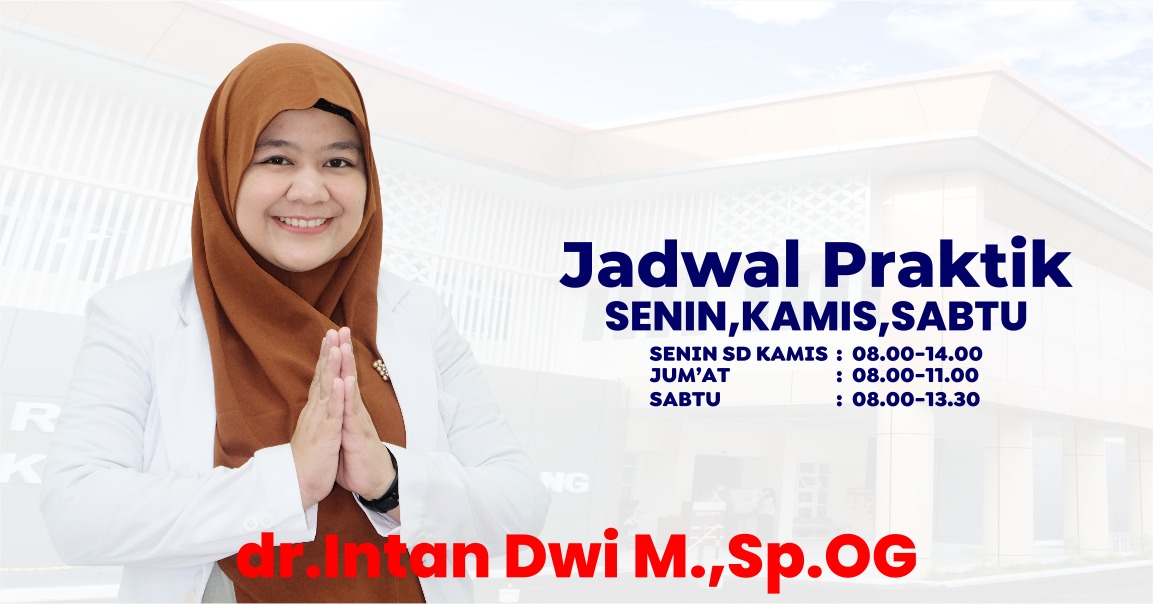 Jadwal Praktik
SENIN,KAMIS,SABTU
SENIN SD KAMIS : 08.00-14.00
JUM'AT : 08.00-11.00
SABTU : 08.00-13.30
dr.Intan Dwi M.,Sp.OG